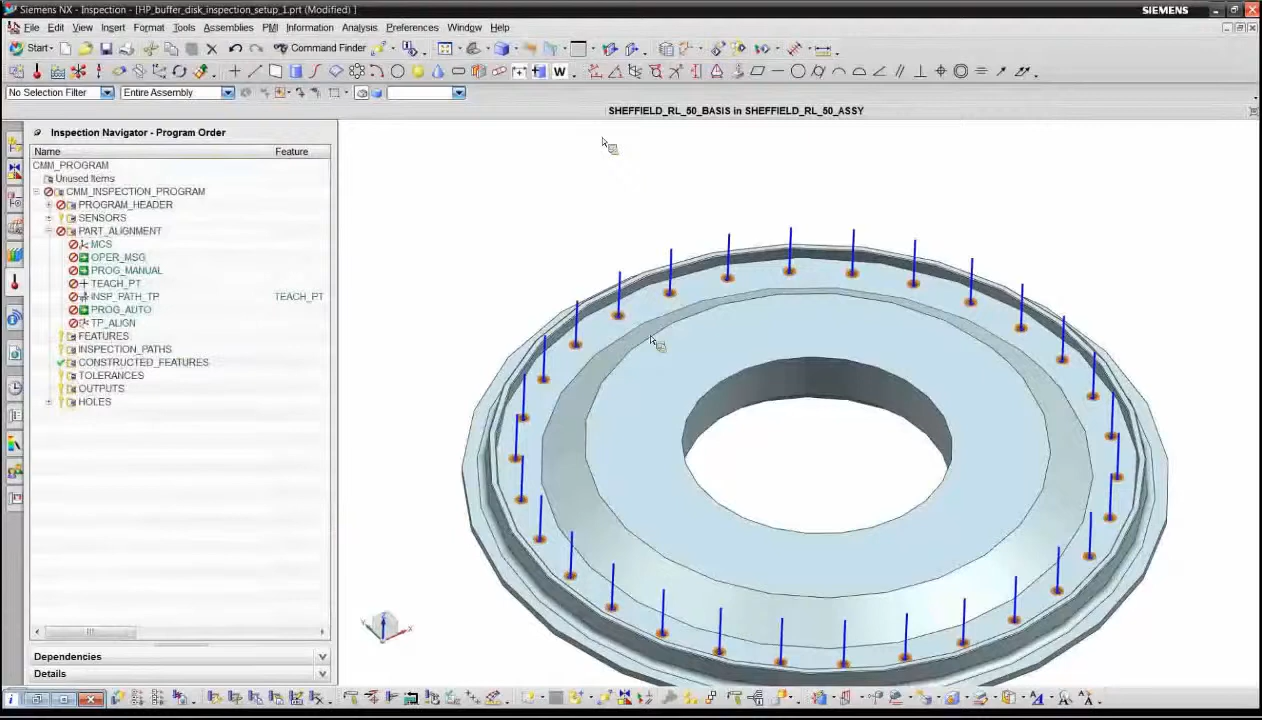 Siemens NX - Inspection - [HP_buffer_disk_inspection_setup_1.prt (Modified) ]
SIEMENS
File Edit View Insert Format Tools Assemblies PMI Information Analysis Preferences Window Help
Start Command Finder
W
No Selection Filter Entire Assembly
SHEFFIELD_RL_50_BASIS in SHEFFIELD_RL_50_ASSY
Inspection Navigator - Program Order
Name Feature
CMM_PROGRAM
Unused Items
CMM_INSPECTION_PROGRAM
PROGRAM_HEADER
SENSORS
PART_ALIGNMENT
MCS
OPER_MSG
PROG_MANUAL
TEACH_PT
INSP_PATH_TP TEACH_PT
PROG_AUTO
TP_ALIGN
FEATURES
INSPECTION_PATHS
CONSTRUCTED_FEATURES
TOLERANCES
OUTPUTS
HOLES
Y X
Dependencies
Details